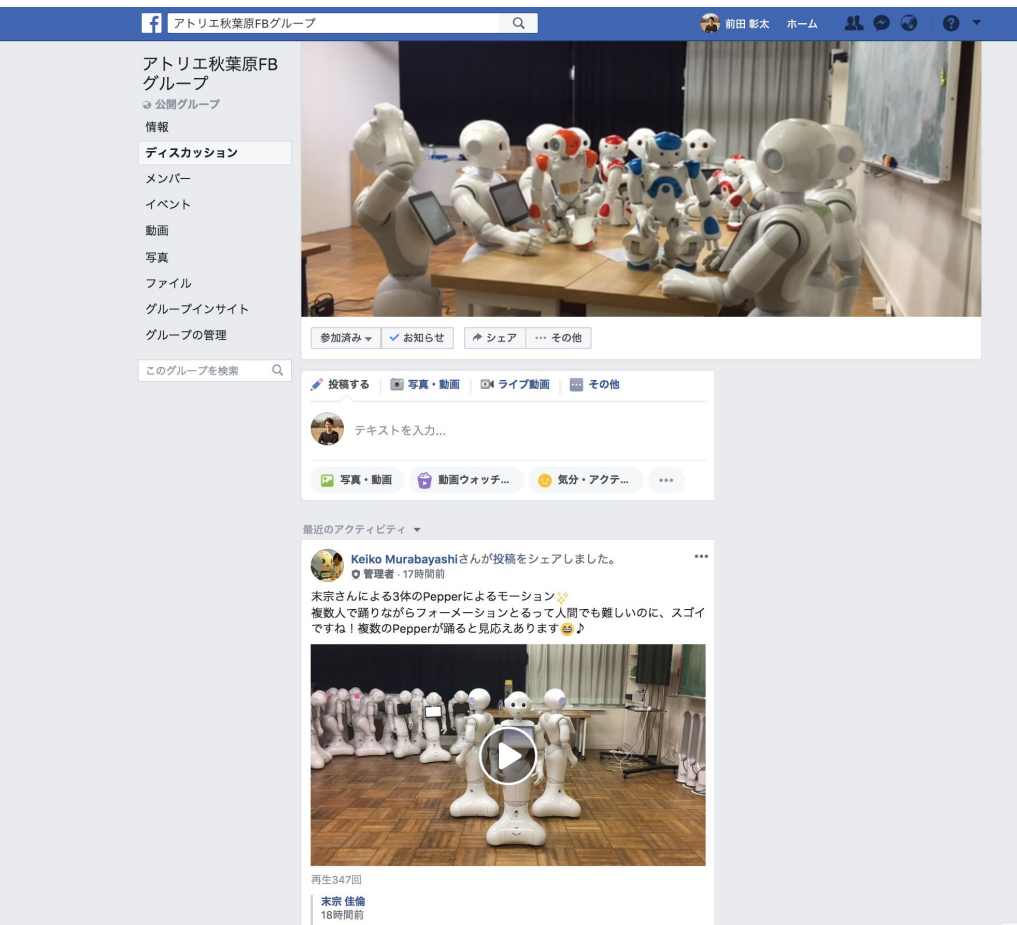 f
アトリエ秋葉原FBグループ
前田 彰太
ホーム
?
アトリエ秋葉原FB
グループ
公開グループ
情報
ディスカッション
メンバー
イベント
動画
写真
ファイル
グループインサイト
グループの管理
このグループを検索
参加済み
お知らせ
シェア
その他
投稿する
写真・動画
ライブ動画
その他
テキストを入力...
写真・動画
動画ウォッチ...
気分・アクテ...
最近のアクティビティ
Keiko Murabayashiさんが投稿をシェアしました。
管理者 · 17時間前
末宗さんによる3体のPepperによるモーション✨
複数人で踊りながらフォーメーションとるって人間でも難しいのに、スゴイ
ですね！複数のPepperが踊ると見応えあります😆♪
再生347回
末宗 佳倫
18時間前